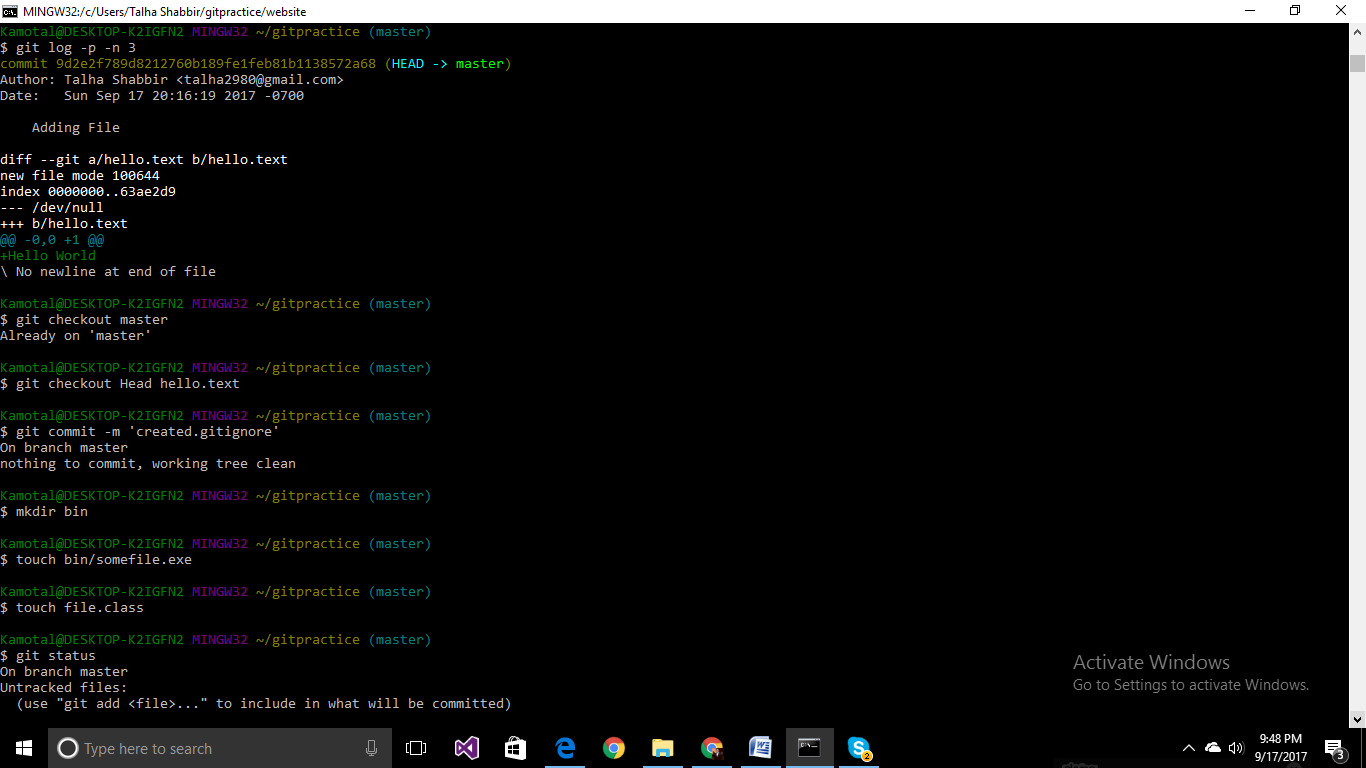 MINGW32:/c/Users/Talha Shabbir/gitpractice/website
Kamotal@DESKTOP-K2IGFN2 MINGW32 ~/gitpractice (master)
$ git log -p -n 3
commit 9d2e2f789d8212760b189fe1feb81b1138572a68 (HEAD -> master)
Author: Talha Shabbir <talha2980@gmail.com>
Date:   Sun Sep 17 20:16:19 2017 -0700
    Adding File
diff --git a/hello.text b/hello.text
new file mode 100644
index 0000000..63ae2d9
--- /dev/null
+++ b/hello.text
@@ -0,0 +1 @@
+Hello World
\ No newline at end of file
Kamotal@DESKTOP-K2IGFN2 MINGW32 ~/gitpractice (master)
$ git checkout master
Already on 'master'
Kamotal@DESKTOP-K2IGFN2 MINGW32 ~/gitpractice (master)
$ git checkout Head hello.text
Kamotal@DESKTOP-K2IGFN2 MINGW32 ~/gitpractice (master)
$ git commit -m 'created.gitignore'
On branch master
nothing to commit, working tree clean
Kamotal@DESKTOP-K2IGFN2 MINGW32 ~/gitpractice (master)
$ mkdir bin
Kamotal@DESKTOP-K2IGFN2 MINGW32 ~/gitpractice (master)
$ touch bin/somefile.exe
Kamotal@DESKTOP-K2IGFN2 MINGW32 ~/gitpractice (master)
$ touch file.class
Kamotal@DESKTOP-K2IGFN2 MINGW32 ~/gitpractice (master)
$ git status
On branch master
Untracked files:
  (use "git add <file>..." to include in what will be committed)
Activate Windows
Go to Settings to activate Windows.
Type here to search
2
9:48 PM
9/17/2017
3